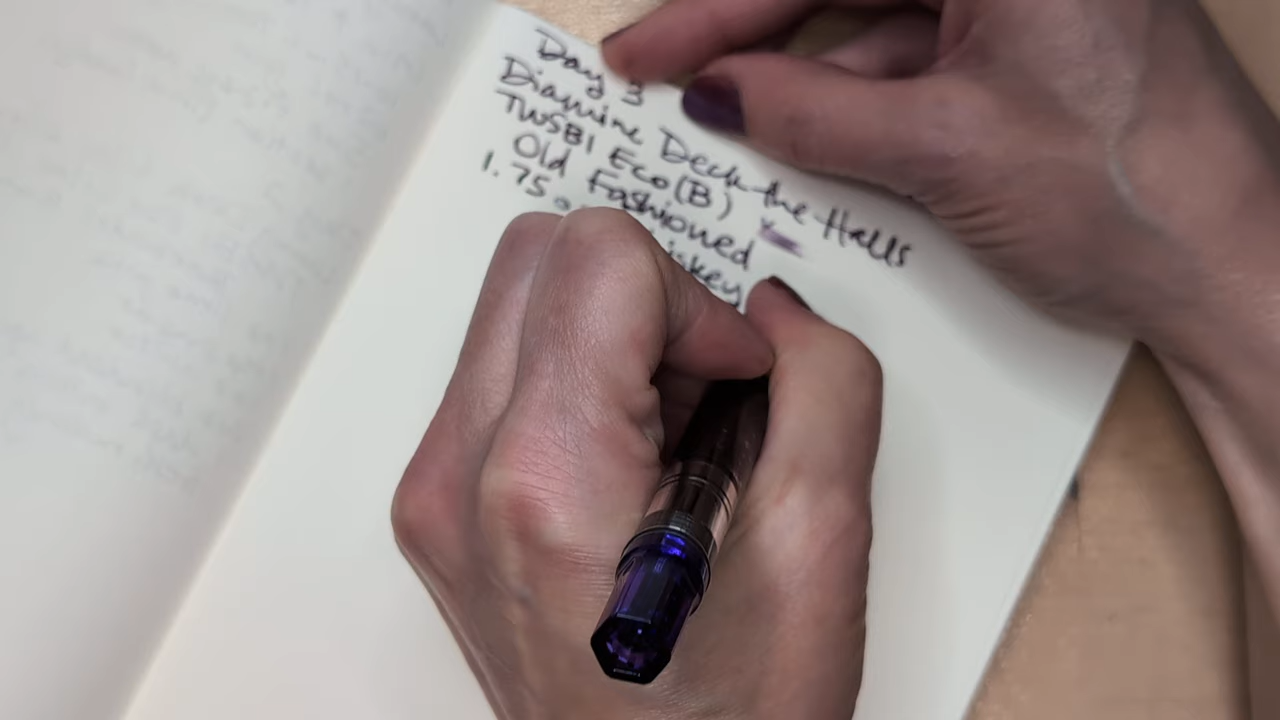 Day 3
Diamine Deck the Halls
TWSBI Eco (B)
Old Fashioned
1.75